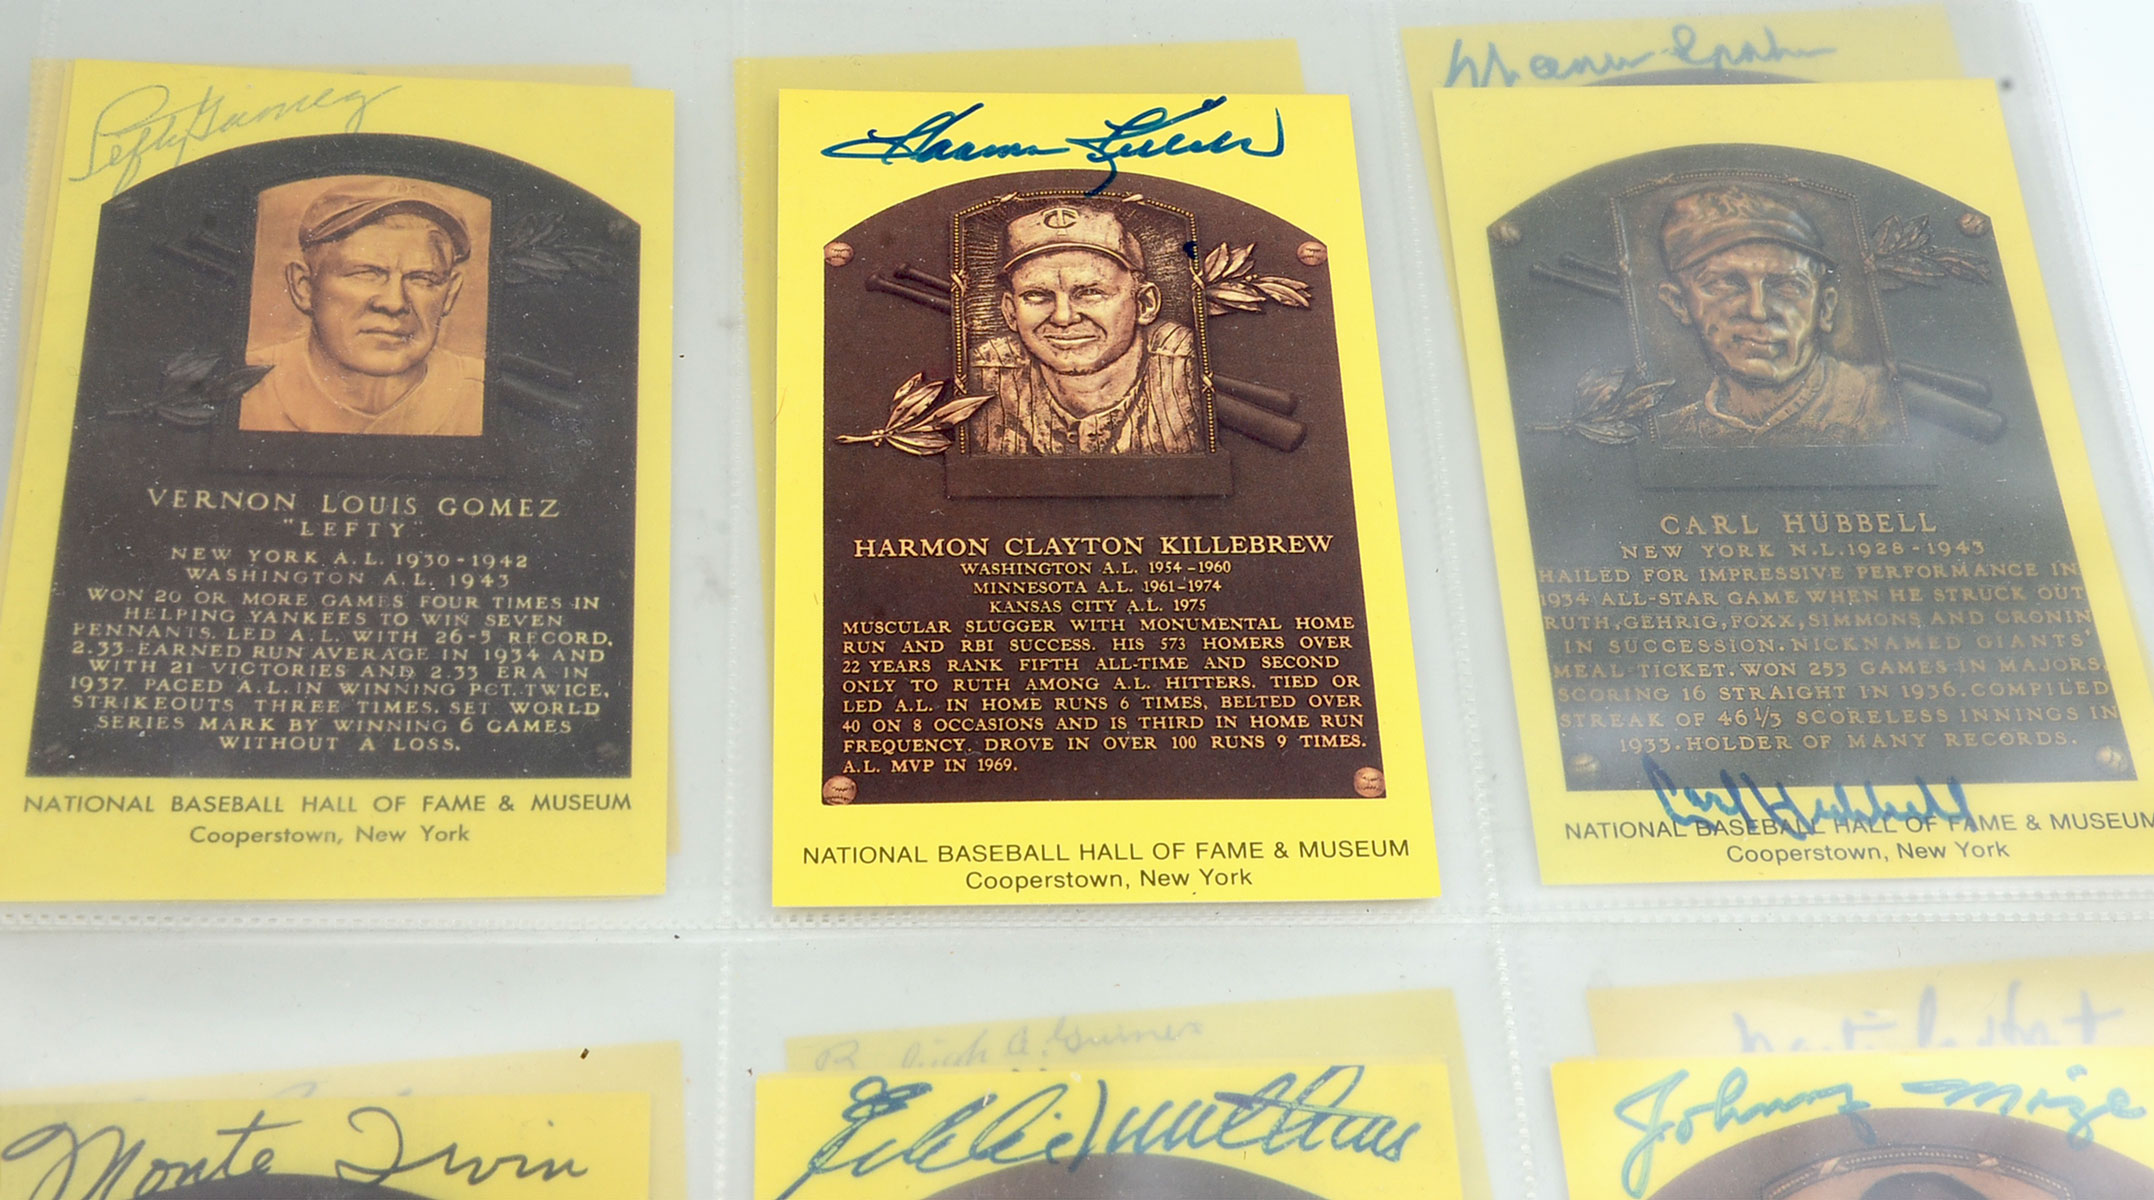 Lefty Gomez
VERNON LOUIS GOMEZ
"LEFTY"
NEW YORK A.L. 1930-1942
WASHINGTON A.L. 1943
WON 20 OR MORE GAMES FOUR TIMES IN
HELPING YANKEES TO WIN SEVEN
PENNANTS. LED A.L. WITH 26-5 RECORD,
2.33 EARNED RUN AVERAGE IN 1934 AND
WITH 21 VICTORIES AND 2.33 ERA IN
1937. PACED A.L. IN WINNING PCT. TWICE,
STRIKEOUTS THREE TIMES. SET WORLD
SERIES MARK BY WINNING 6 GAMES
WITHOUT A LOSS.
NATIONAL BASEBALL HALL OF FAME & MUSEUM
Cooperstown, New York
Harmon Killebrew
TC
HARMON CLAYTON KILLEBREW
WASHINGTON A.L. 1954-1960
MINNESOTA A.L. 1961-1974
KANSAS CITY A.L. 1975
MUSCULAR SLUGGER WITH MONUMENTAL HOME
RUN AND RBI SUCCESS. HIS 573 HOMERS OVER
22 YEARS RANK FIFTH ALL-TIME AND SECOND
ONLY TO RUTH AMONG A.L. HITTERS. TIED OR
LED A.L. IN HOME RUNS 6 TIMES, BELTED OVER
40 ON 8 OCCASIONS AND IS THIRD IN HOME RUN
FREQUENCY. DROVE IN OVER 100 RUNS 9 TIMES.
A.L. MVP IN 1969.
NATIONAL BASEBALL HALL OF FAME & MUSEUM
Cooperstown, New York
Warren Spahn
CARL HUBBELL
NEW YORK N.L. 1928-1943
HAILED FOR IMPRESSIVE PERFORMANCE IN
1934 ALL-STAR GAME WHEN HE STRUCK OUT
RUTH, GEHRIG, FOXX, SIMMONS AND CRONIN
IN SUCCESSION. NICKNAMED GIANTS'
MEAL TICKET. WON 253 GAMES IN MAJORS,
SCORING 16 STRAIGHT IN 1936. COMPILED
STREAK OF 46 1/3 SCORELESS INNINGS IN
1933. HOLDER OF MANY RECORDS.
Carl Hubbell
NATIONAL BASEBALL HALL OF FAME & MUSEUM
Cooperstown, New York
Monte Irvin
Burleigh A. Grimes
Eddie Mathews
Johnny Mize